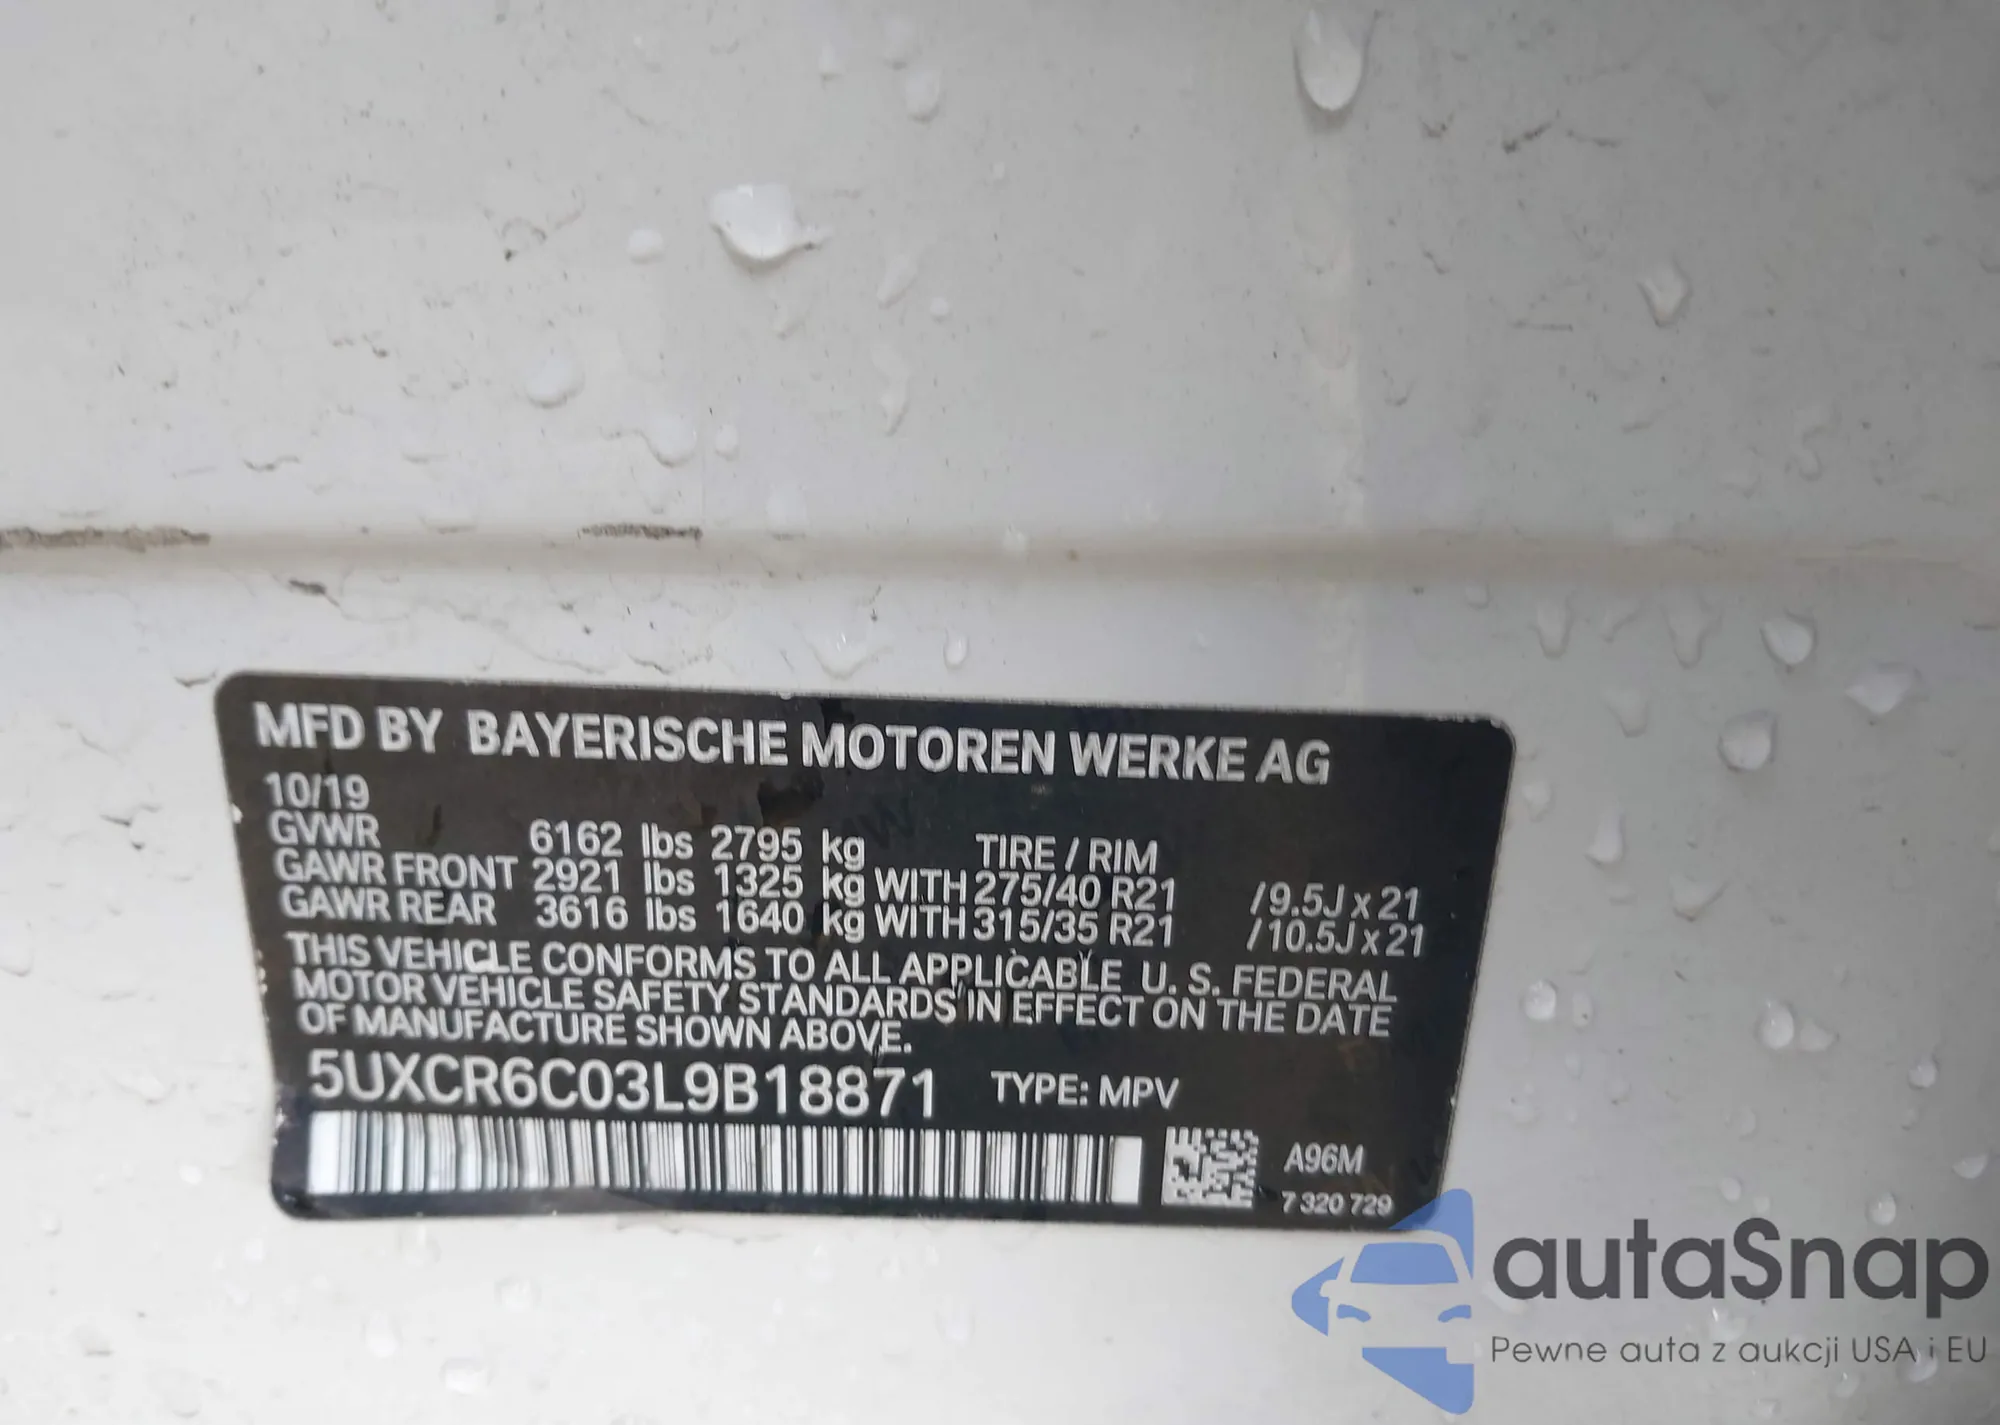 MFD BY BAYERISCHE MOTOREN WERKE AG
10/19
GVWR 6162 lbs 2795 kg TIRE / RIM
GAWR FRONT 2921 lbs 1325 kg WITH 275/40 R21 /9.5J x 21
GAWR REAR 3616 lbs 1640 kg WITH 315/35 R21 /10.5J x 21
THIS VEHICLE CONFORMS TO ALL APPLICABLE U. S. FEDERAL
MOTOR VEHICLE SAFETY STANDARDS IN EFFECT ON THE DATE
OF MANUFACTURE SHOWN ABOVE.
5UXCR6C03L9B18871 TYPE: MPV
A96M
7 320 729
autaSnap
Pewne auta z aukcji USA i EU